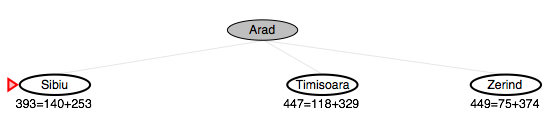 Arad
Sibiu Timisoara Zerind
393=140+253 447=118+329 449=75+374